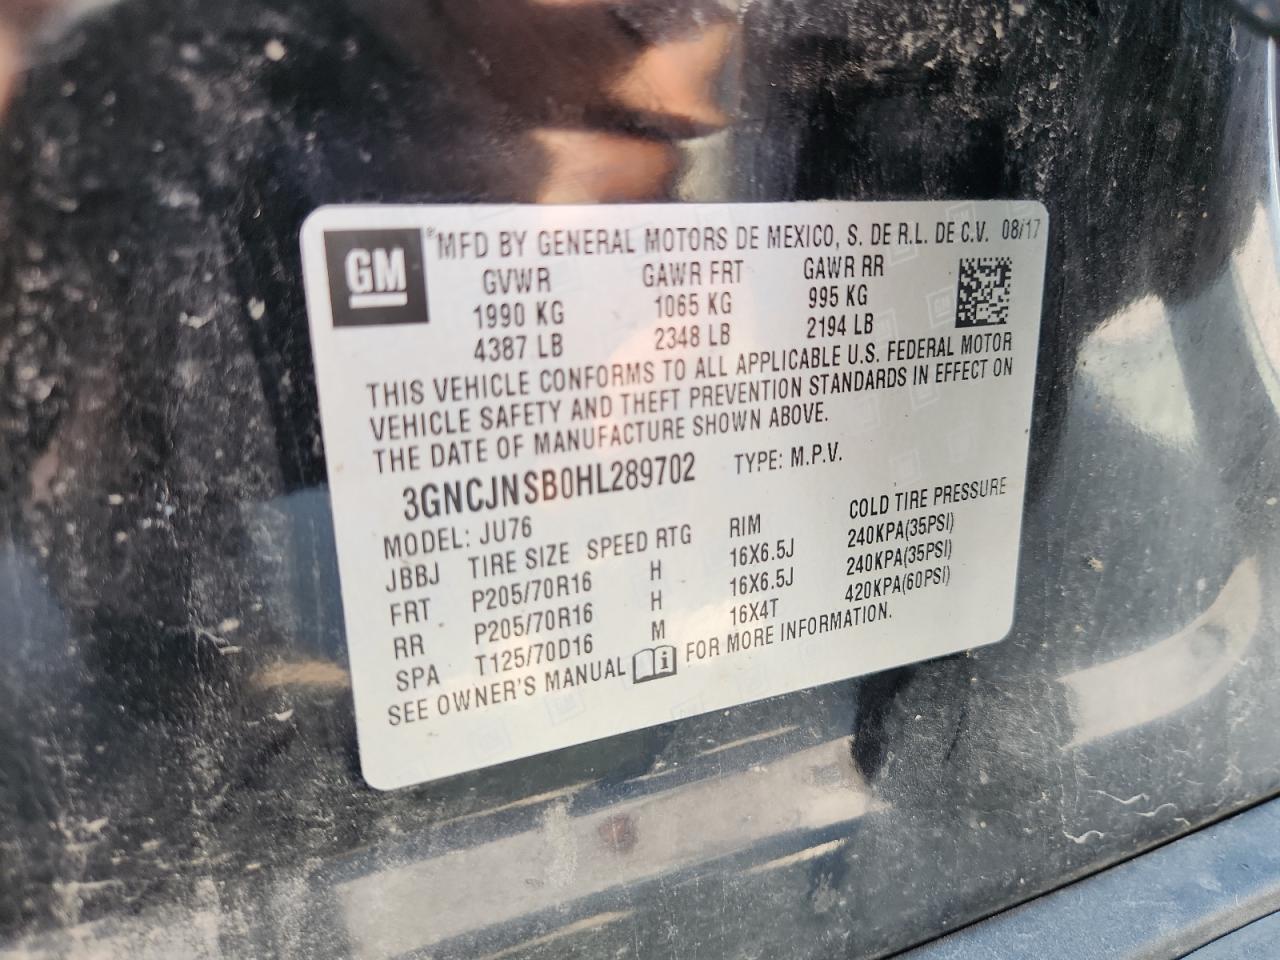 GM
®MFD BY GENERAL MOTORS DE MEXICO, S. DE R.L. DE C.V. 08/17
GVWR GAWR FRT GAWR RR
1990 KG 1065 KG 995 KG
4387 LB 2348 LB 2194 LB
THIS VEHICLE CONFORMS TO ALL APPLICABLE U.S. FEDERAL MOTOR
VEHICLE SAFETY AND THEFT PREVENTION STANDARDS IN EFFECT ON
THE DATE OF MANUFACTURE SHOWN ABOVE.
3GNCJNSB0HL289702 TYPE: M.P.V.
MODEL: JU76
JBBJ TIRE SIZE SPEED RTG RIM COLD TIRE PRESSURE
FRT P205/70R16 H 16X6.5J 240KPA(35PSI)
RR P205/70R16 H 16X6.5J 240KPA(35PSI)
SPA T125/70D16 M 16X4T 420KPA(60PSI)
SEE OWNER'S MANUAL i FOR MORE INFORMATION.